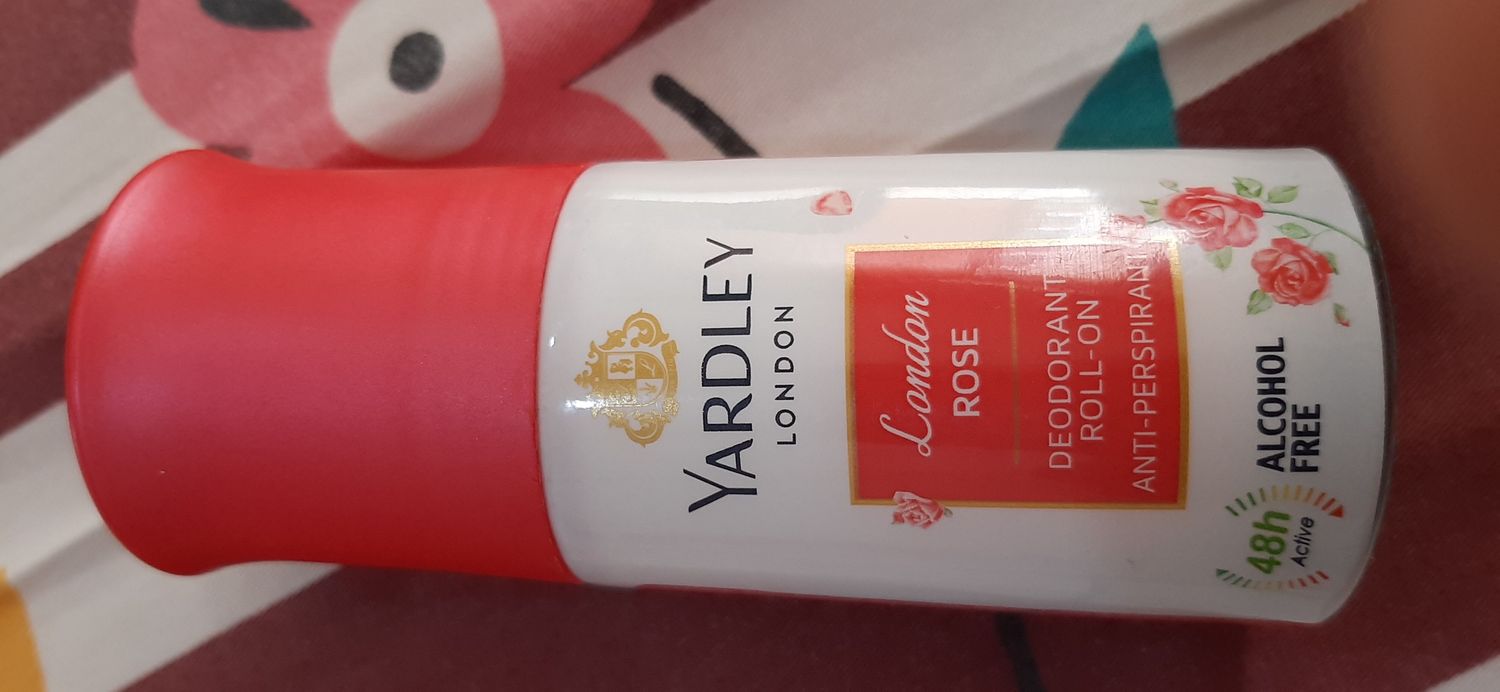 YARDLEY
LONDON
London
ROSE
DEODORANT
ROLL-ON
ANTI-PERSPIRANT
ALCOHOL
FREE
48h
Active